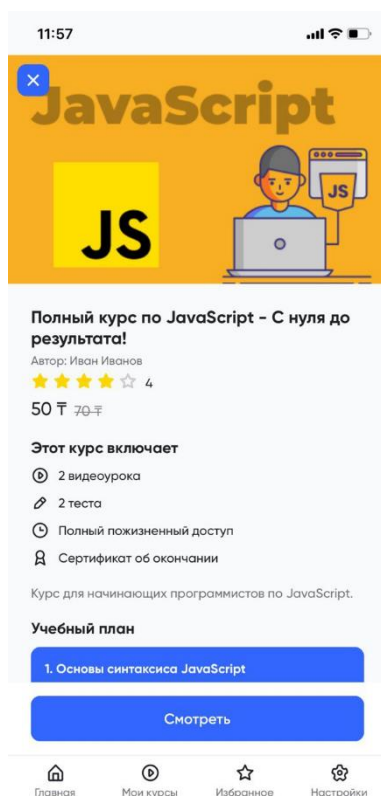 11:57
JavaScript
JS
JS
Полный курс по JavaScript - С нуля до
результата!
Автор: Иван Иванов
4
50 ₸ 70 ₸
Этот курс включает
2 видеоурока
2 теста
Полный пожизненный доступ
Сертификат об окончании
Курс для начинающих программистов по JavaScript.
Учебный план
1. Основы синтаксиса JavaScript
Смотреть
Главная Мои курсы Избранное Настройки